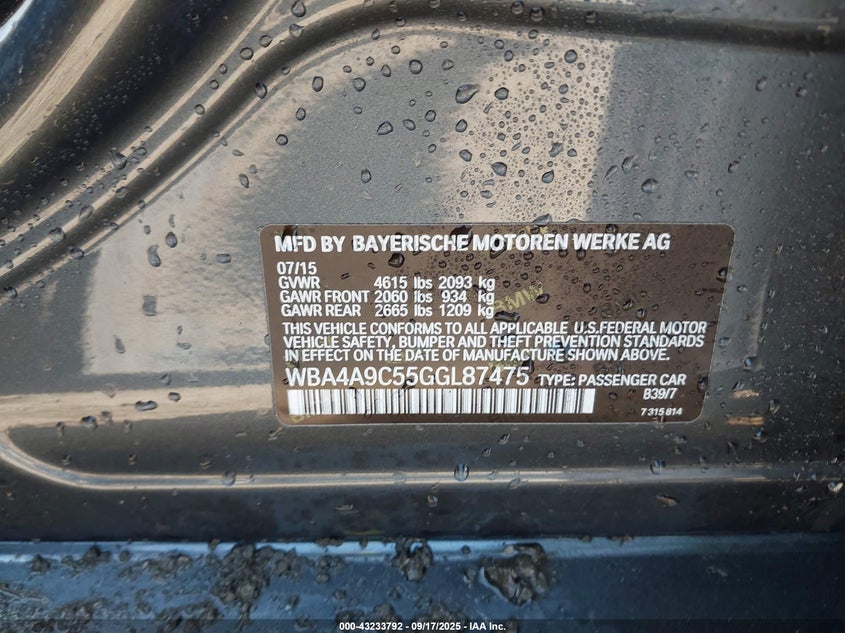 MFD BY BAYERISCHE MOTOREN WERKE AG
07/15
GVWR 4615 lbs 2093 kg
GAWR FRONT 2060 lbs 934 kg
GAWR REAR 2665 lbs 1209 kg
THIS VEHICLE CONFORMS TO ALL APPLICABLE U.S.FEDERAL MOTOR
VEHICLE SAFETY, BUMPER AND THEFT PREVENTION STANDARDS
IN EFFECT ON THE DATE OF MANUFACTURE SHOWN ABOVE.
WBA4A9C55GGL87475 TYPE: PASSENGER CAR
B39/7
7 315 814
BMW
000-43233792 - 09/17/2025 - IAA Inc.